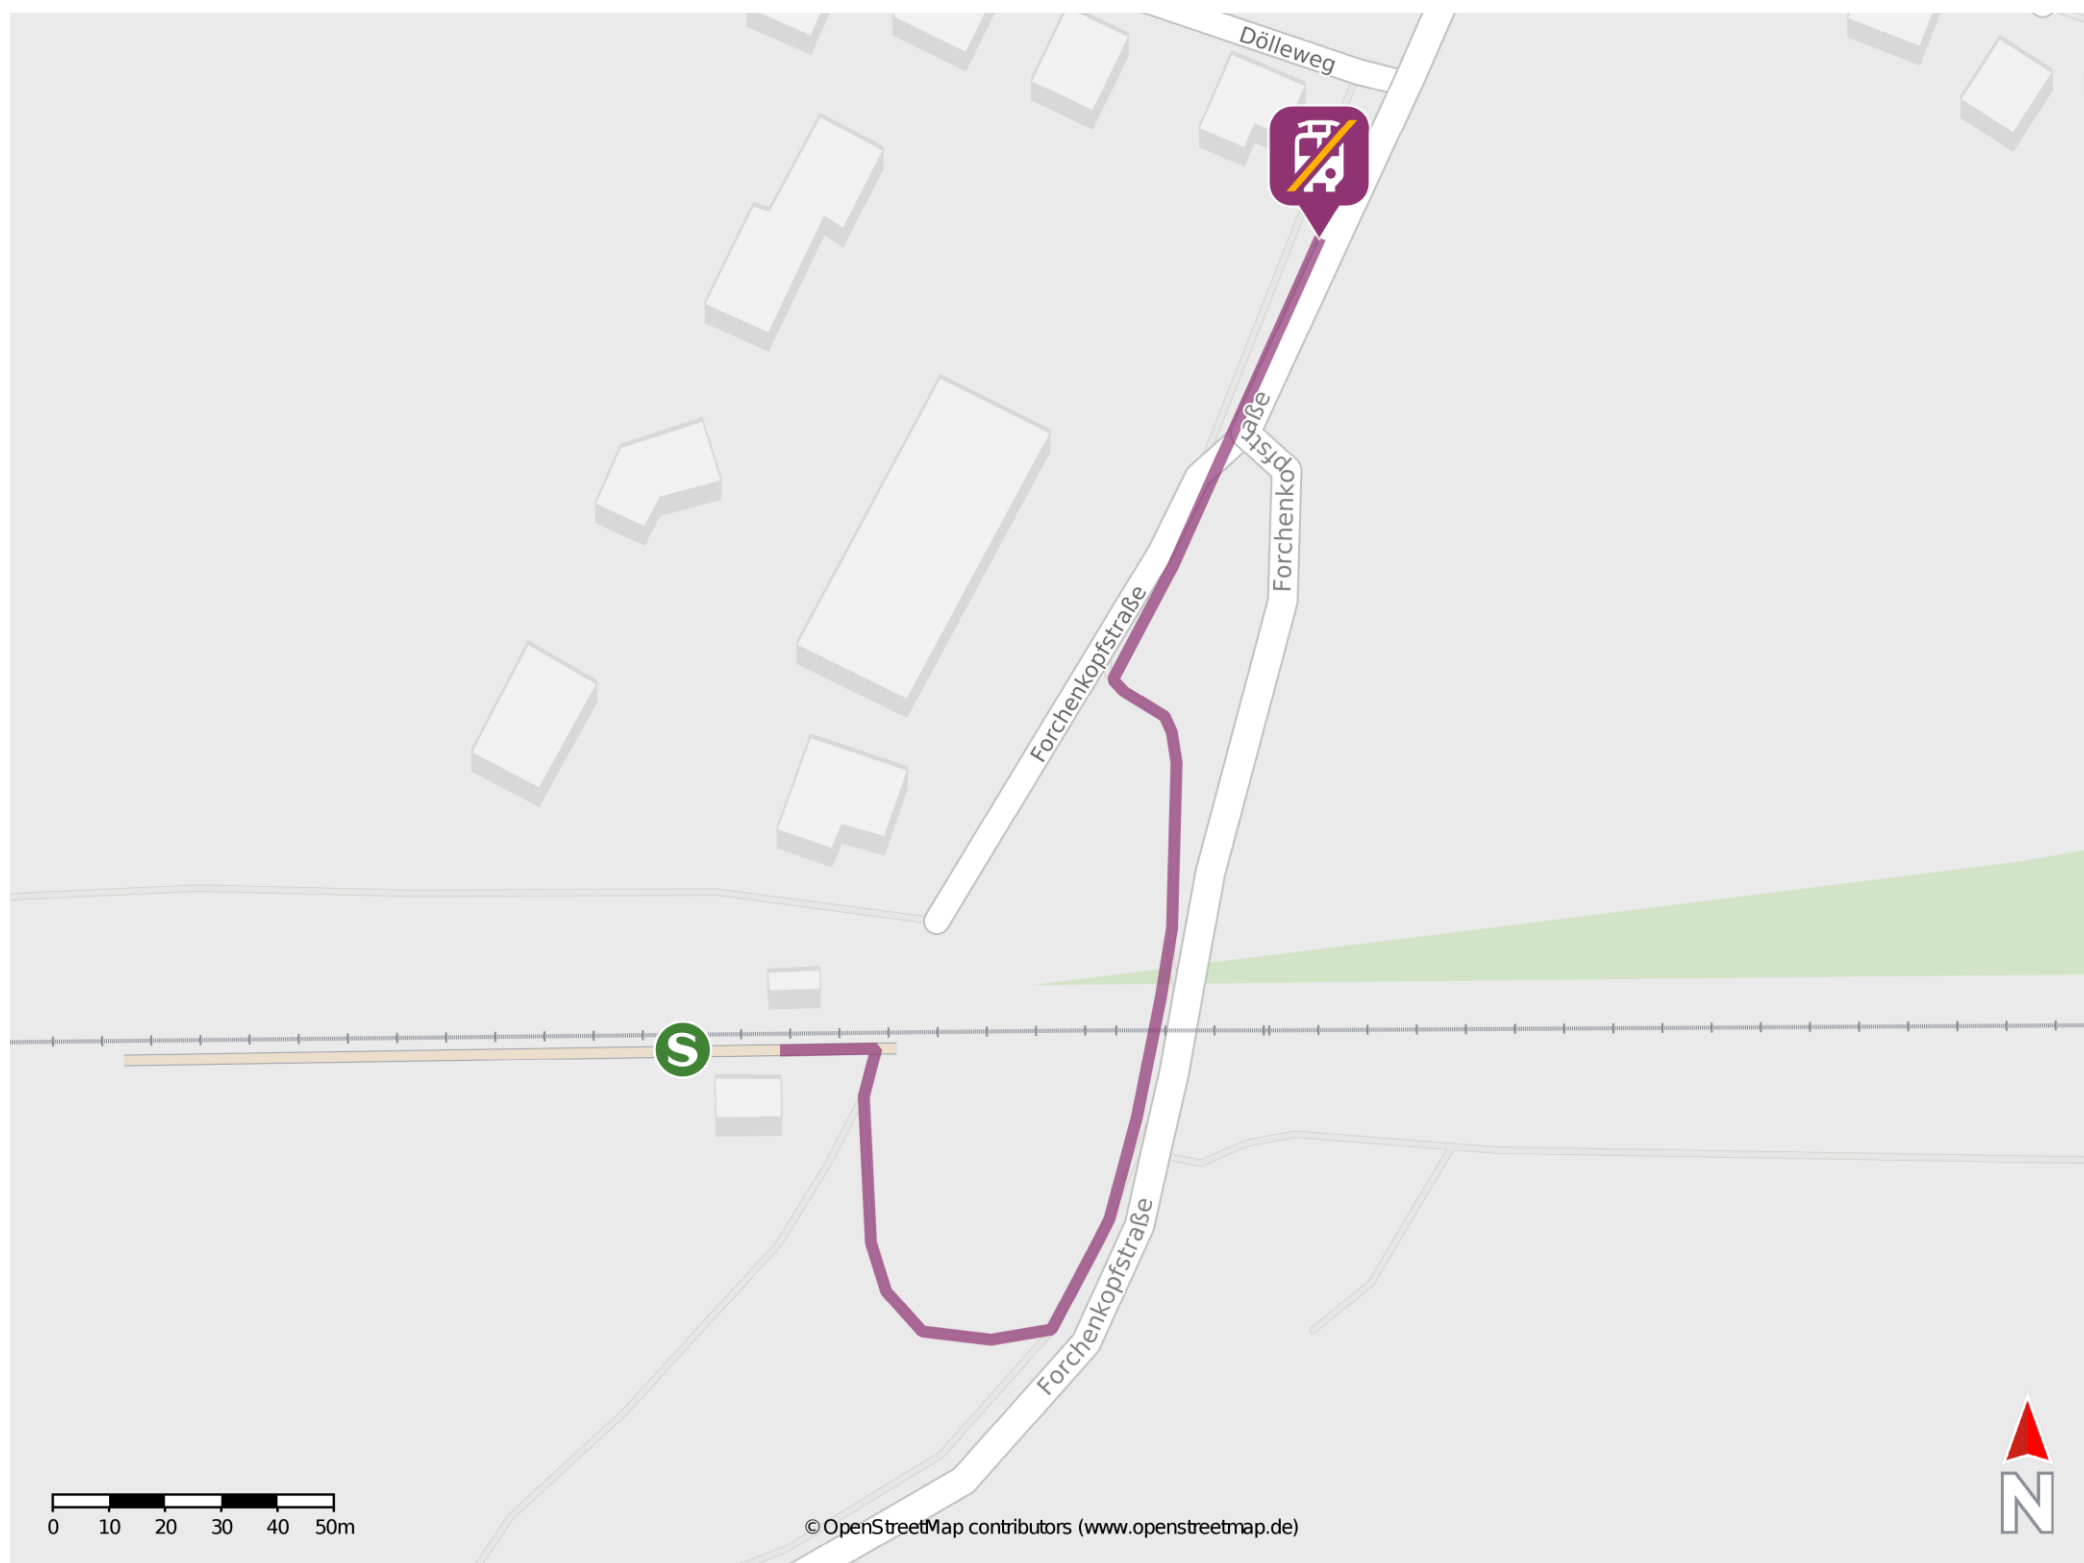 Dölleweg
Forchenkopfstraße
Forchenkopfstraße
S
Forchenkopfstraße
0 10 20 30 40 50m
© OpenStreetMap contributors (www.openstreetmap.de)
N